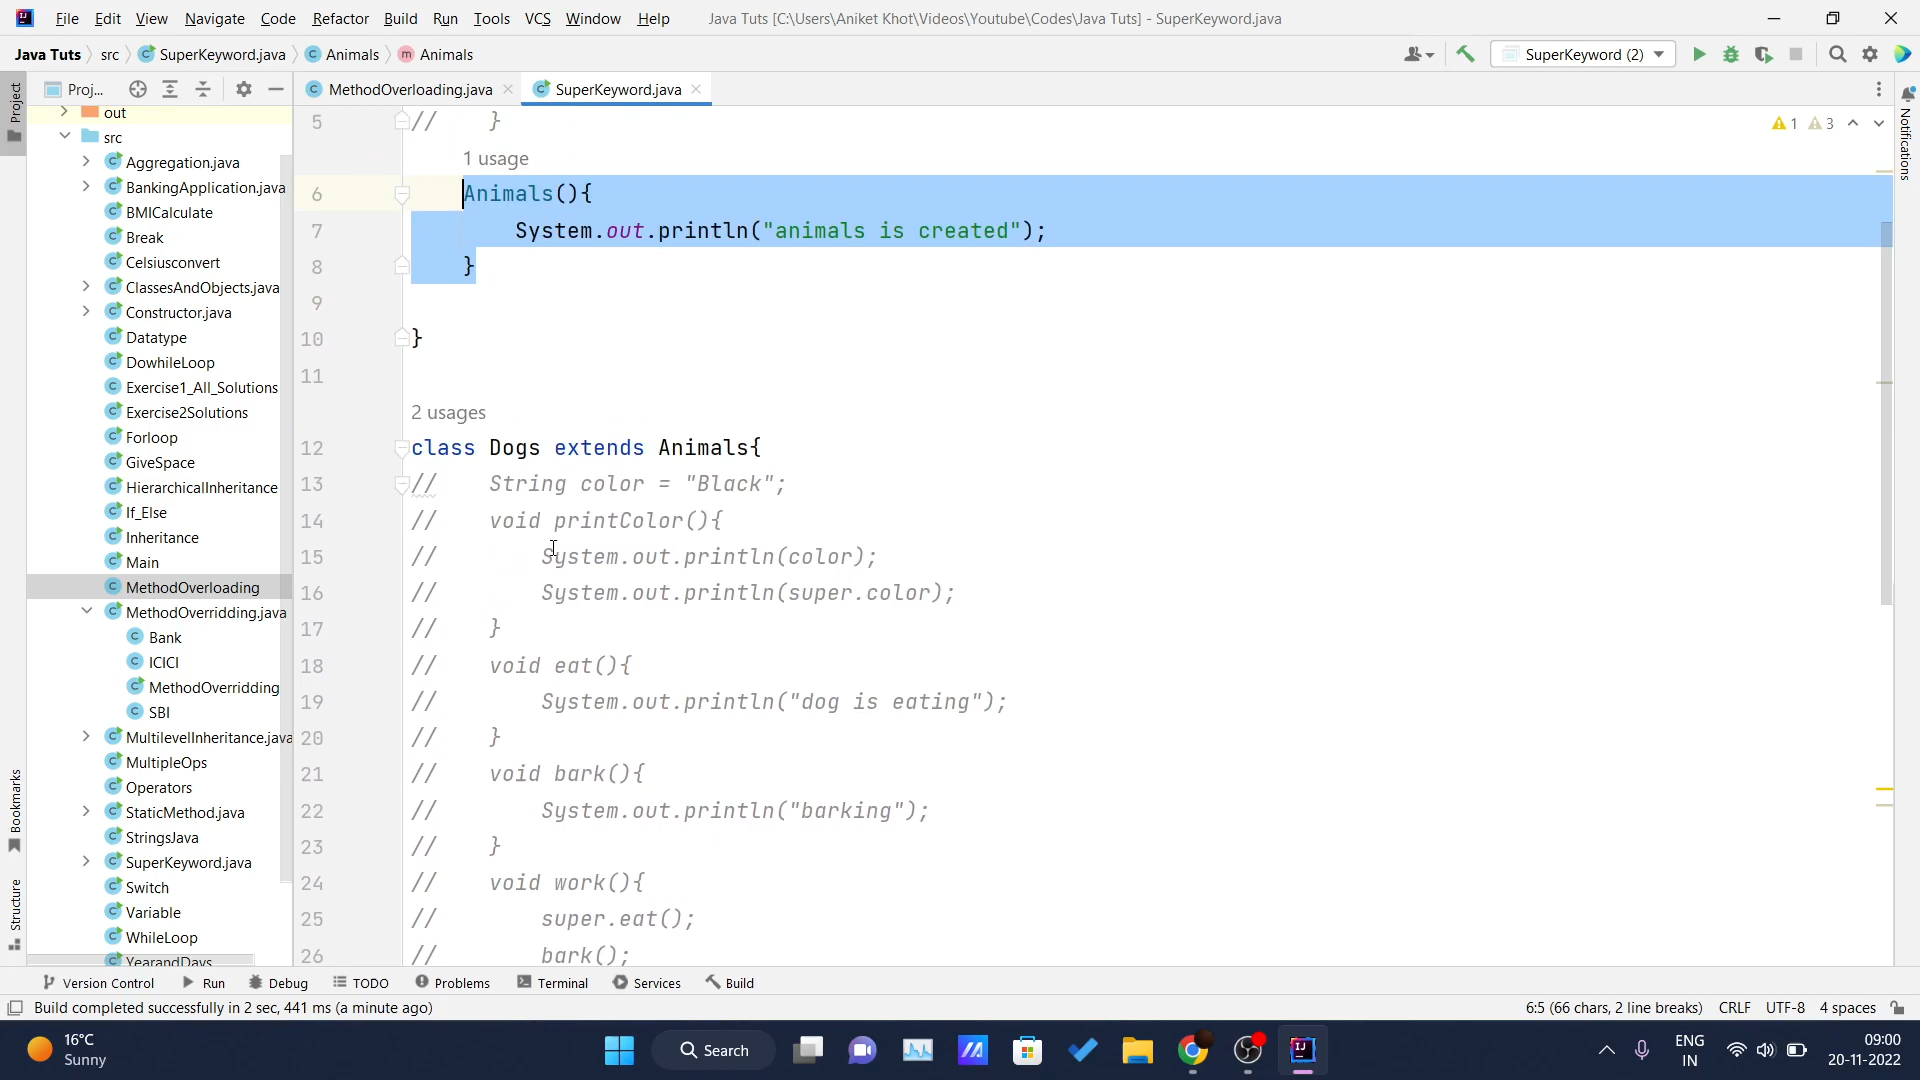 File Edit View Navigate Code Refactor Build Run Tools VCS Window Help Java Tuts [C:\Users\Aniket Khot\Videos\Youtube\Codes\Java Tuts] - SuperKeyword.java
Java Tuts src SuperKeyword.java Animals Animals SuperKeyword (2)
Proj... MethodOverloading.java SuperKeyword.java
Project
Notifications
Bookmarks
Structure
out
src
Aggregation.java
BankingApplication.java
BMICalculate
Break
Celsiusconvert
ClassesAndObjects.java
Constructor.java
Datatype
DowhileLoop
Exercise1_All_Solutions
Exercise2Solutions
Forloop
GiveSpace
HierarchicalInheritance
If_Else
Inheritance
Main
MethodOverloading
MethodOverridding.java
Bank
ICICI
MethodOverridding
SBI
MultilevelInheritance.java
MultipleOps
Operators
StaticMethod.java
StringsJava
SuperKeyword.java
Switch
Variable
WhileLoop
YearandDays
1 3
5 // }
1 usage
6 Animals(){
7 System.out.println("animals is created");
8 }
9
10 }
11
2 usages
12 class Dogs extends Animals{
13 // String color = "Black";
14 // void printColor(){
15 // System.out.println(color);
16 // System.out.println(super.color);
17 // }
18 // void eat(){
19 // System.out.println("dog is eating");
20 // }
21 // void bark(){
22 // System.out.println("barking");
23 // }
24 // void work(){
25 // super.eat();
26 // bark();
Version Control Run Debug TODO Problems Terminal Services Build
Build completed successfully in 2 sec, 441 ms (a minute ago) 6:5 (66 chars, 2 line breaks) CRLF UTF-8 4 spaces
16°C
Sunny
Search
ENG
IN
09:00
20-11-2022